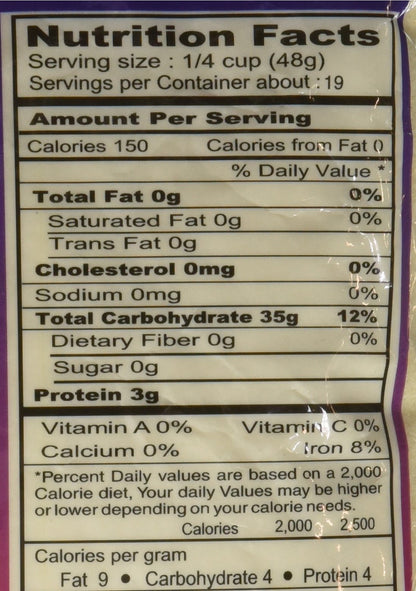 Nutrition Facts
Serving size : 1/4 cup (48g)
Servings per Container about : 19
Amount Per Serving
Calories 150 Calories from Fat 0
% Daily Value *
Total Fat 0g 0%
Saturated Fat 0g 0%
Trans Fat 0g
Cholesterol 0mg 0%
Sodium 0mg 0%
Total Carbohydrate 35g 12%
Dietary Fiber 0g 0%
Sugar 0g
Protein 3g
Vitamin A 0% Vitamin C 0%
Calcium 0% Iron 8%
*Percent Daily values are based on a 2,000
Calorie diet, Your daily Values may be higher
or lower depending on your calorie needs.
Calories 2,000 2,500
Calories per gram
Fat 9 • Carbohydrate 4 • Protein 4